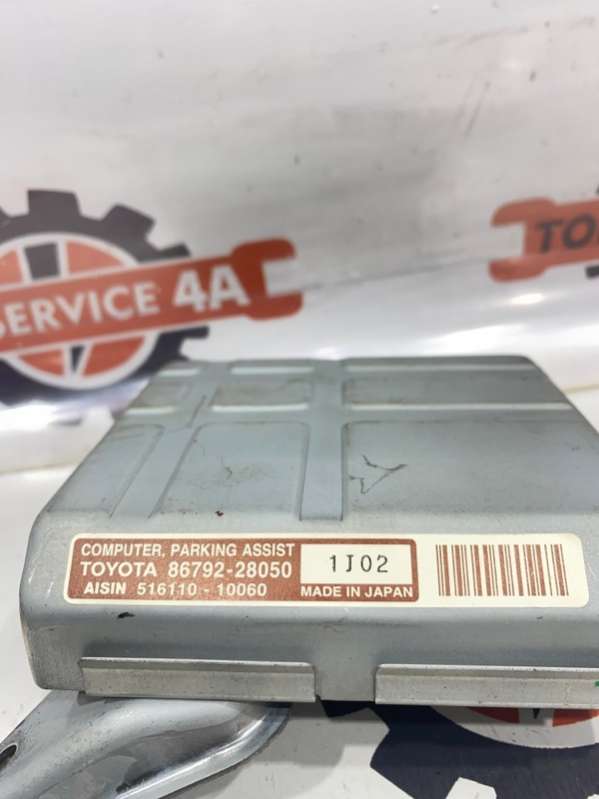 SERVICE 4A
TO
COMPUTER, PARKING ASSIST
TOYOTA 86792-28050
AISIN 516110-10060
1J02
MADE IN JAPAN